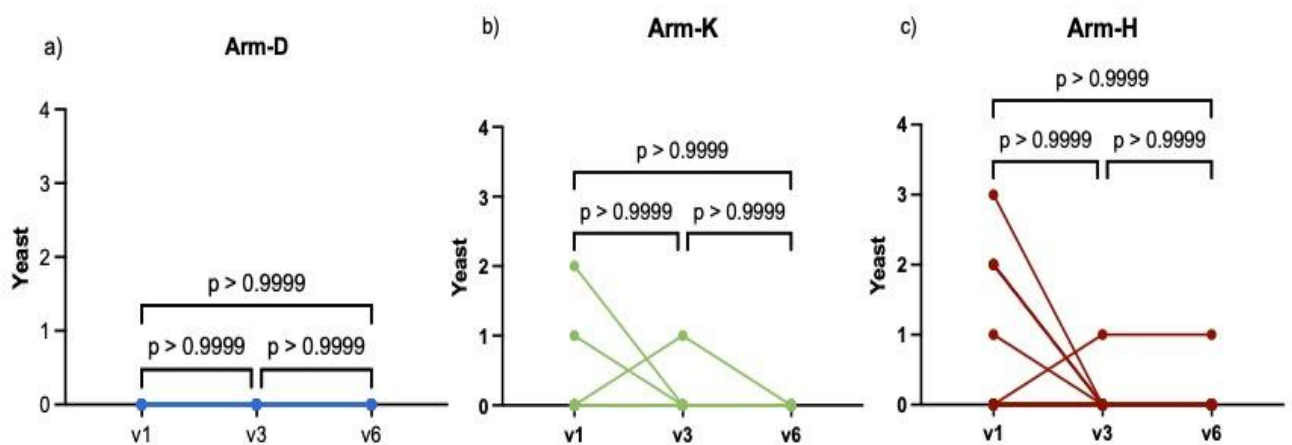 a)
Arm-D
4
3
2
1
0
Yeast
p > 0.9999
p > 0.9999 p > 0.9999
v1 v3 v6
b)
Arm-K
4
3
2
1
0
Yeast
p > 0.9999
p > 0.9999 p > 0.9999
v1 v3 v6
c)
Arm-H
4
3
2
1
0
Yeast
p > 0.9999
p > 0.9999 p > 0.9999
v1 v3 v6